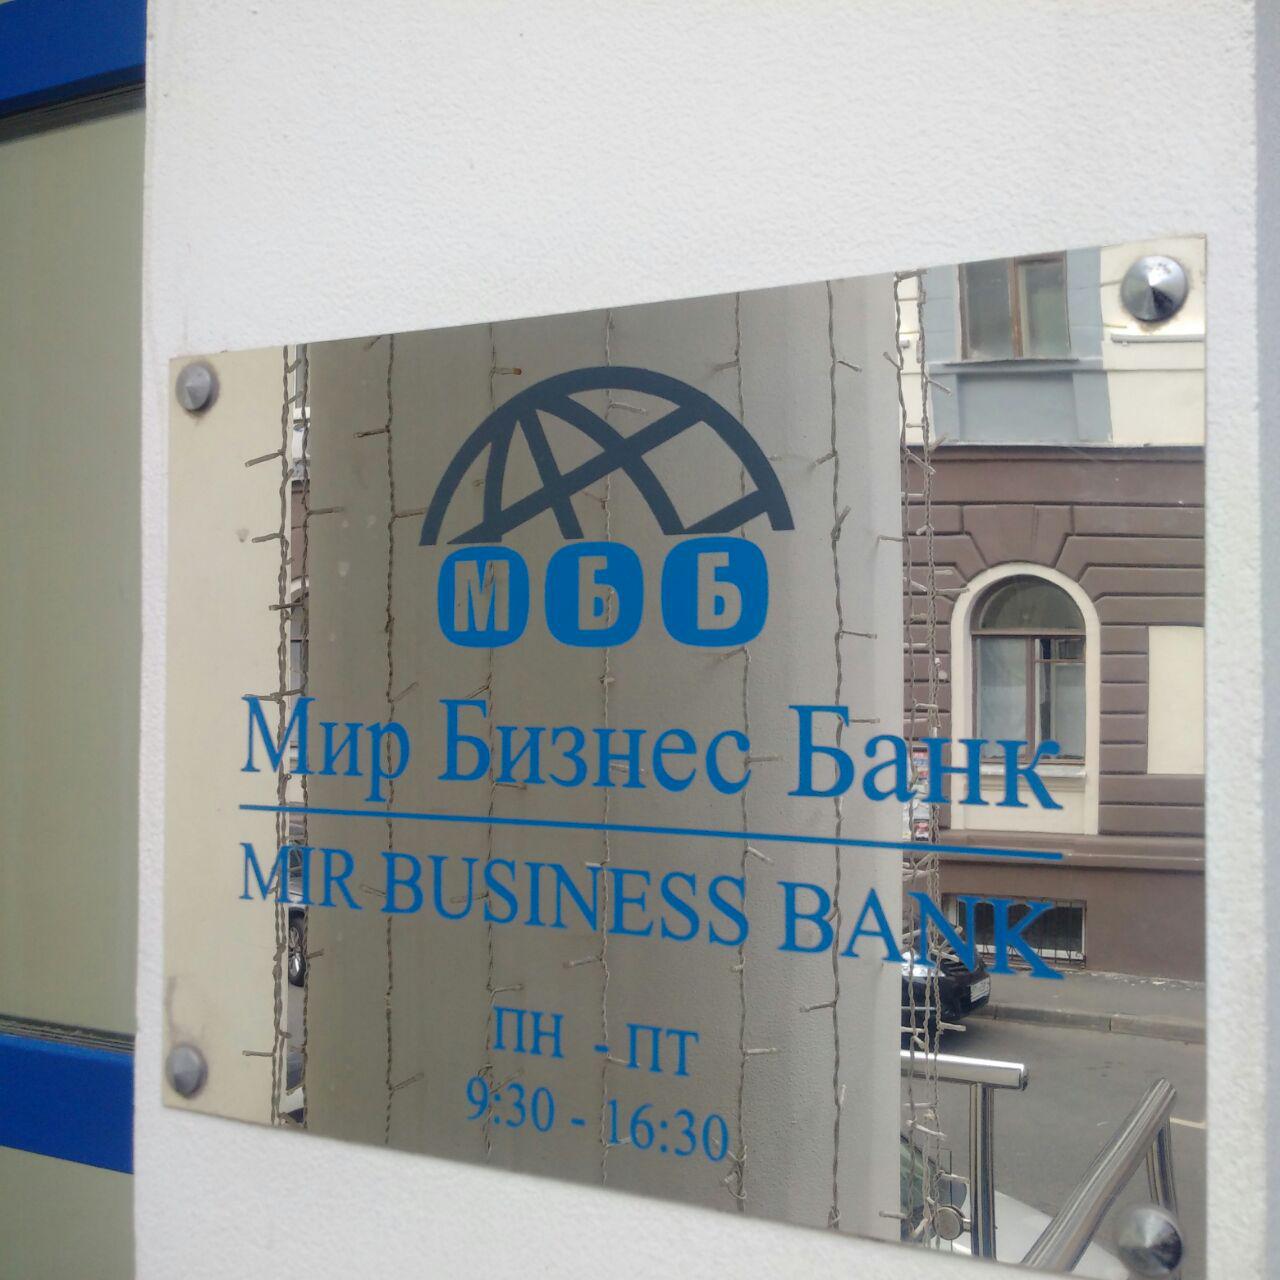 МББ
Мир Бизнес Банк
MIR BUSINESS BANK
ПН - ПТ
9:30 - 16:30